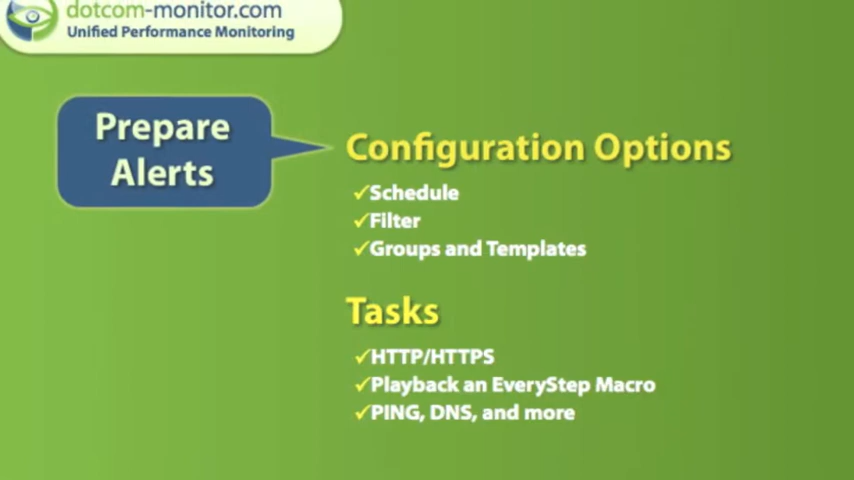 dotcom-monitor.com
Unified Performance Monitoring
Prepare
Alerts
Configuration Options
✓Schedule
✓Filter
✓Groups and Templates
Tasks
✓HTTP/HTTPS
✓Playback an EveryStep Macro
✓PING, DNS, and more